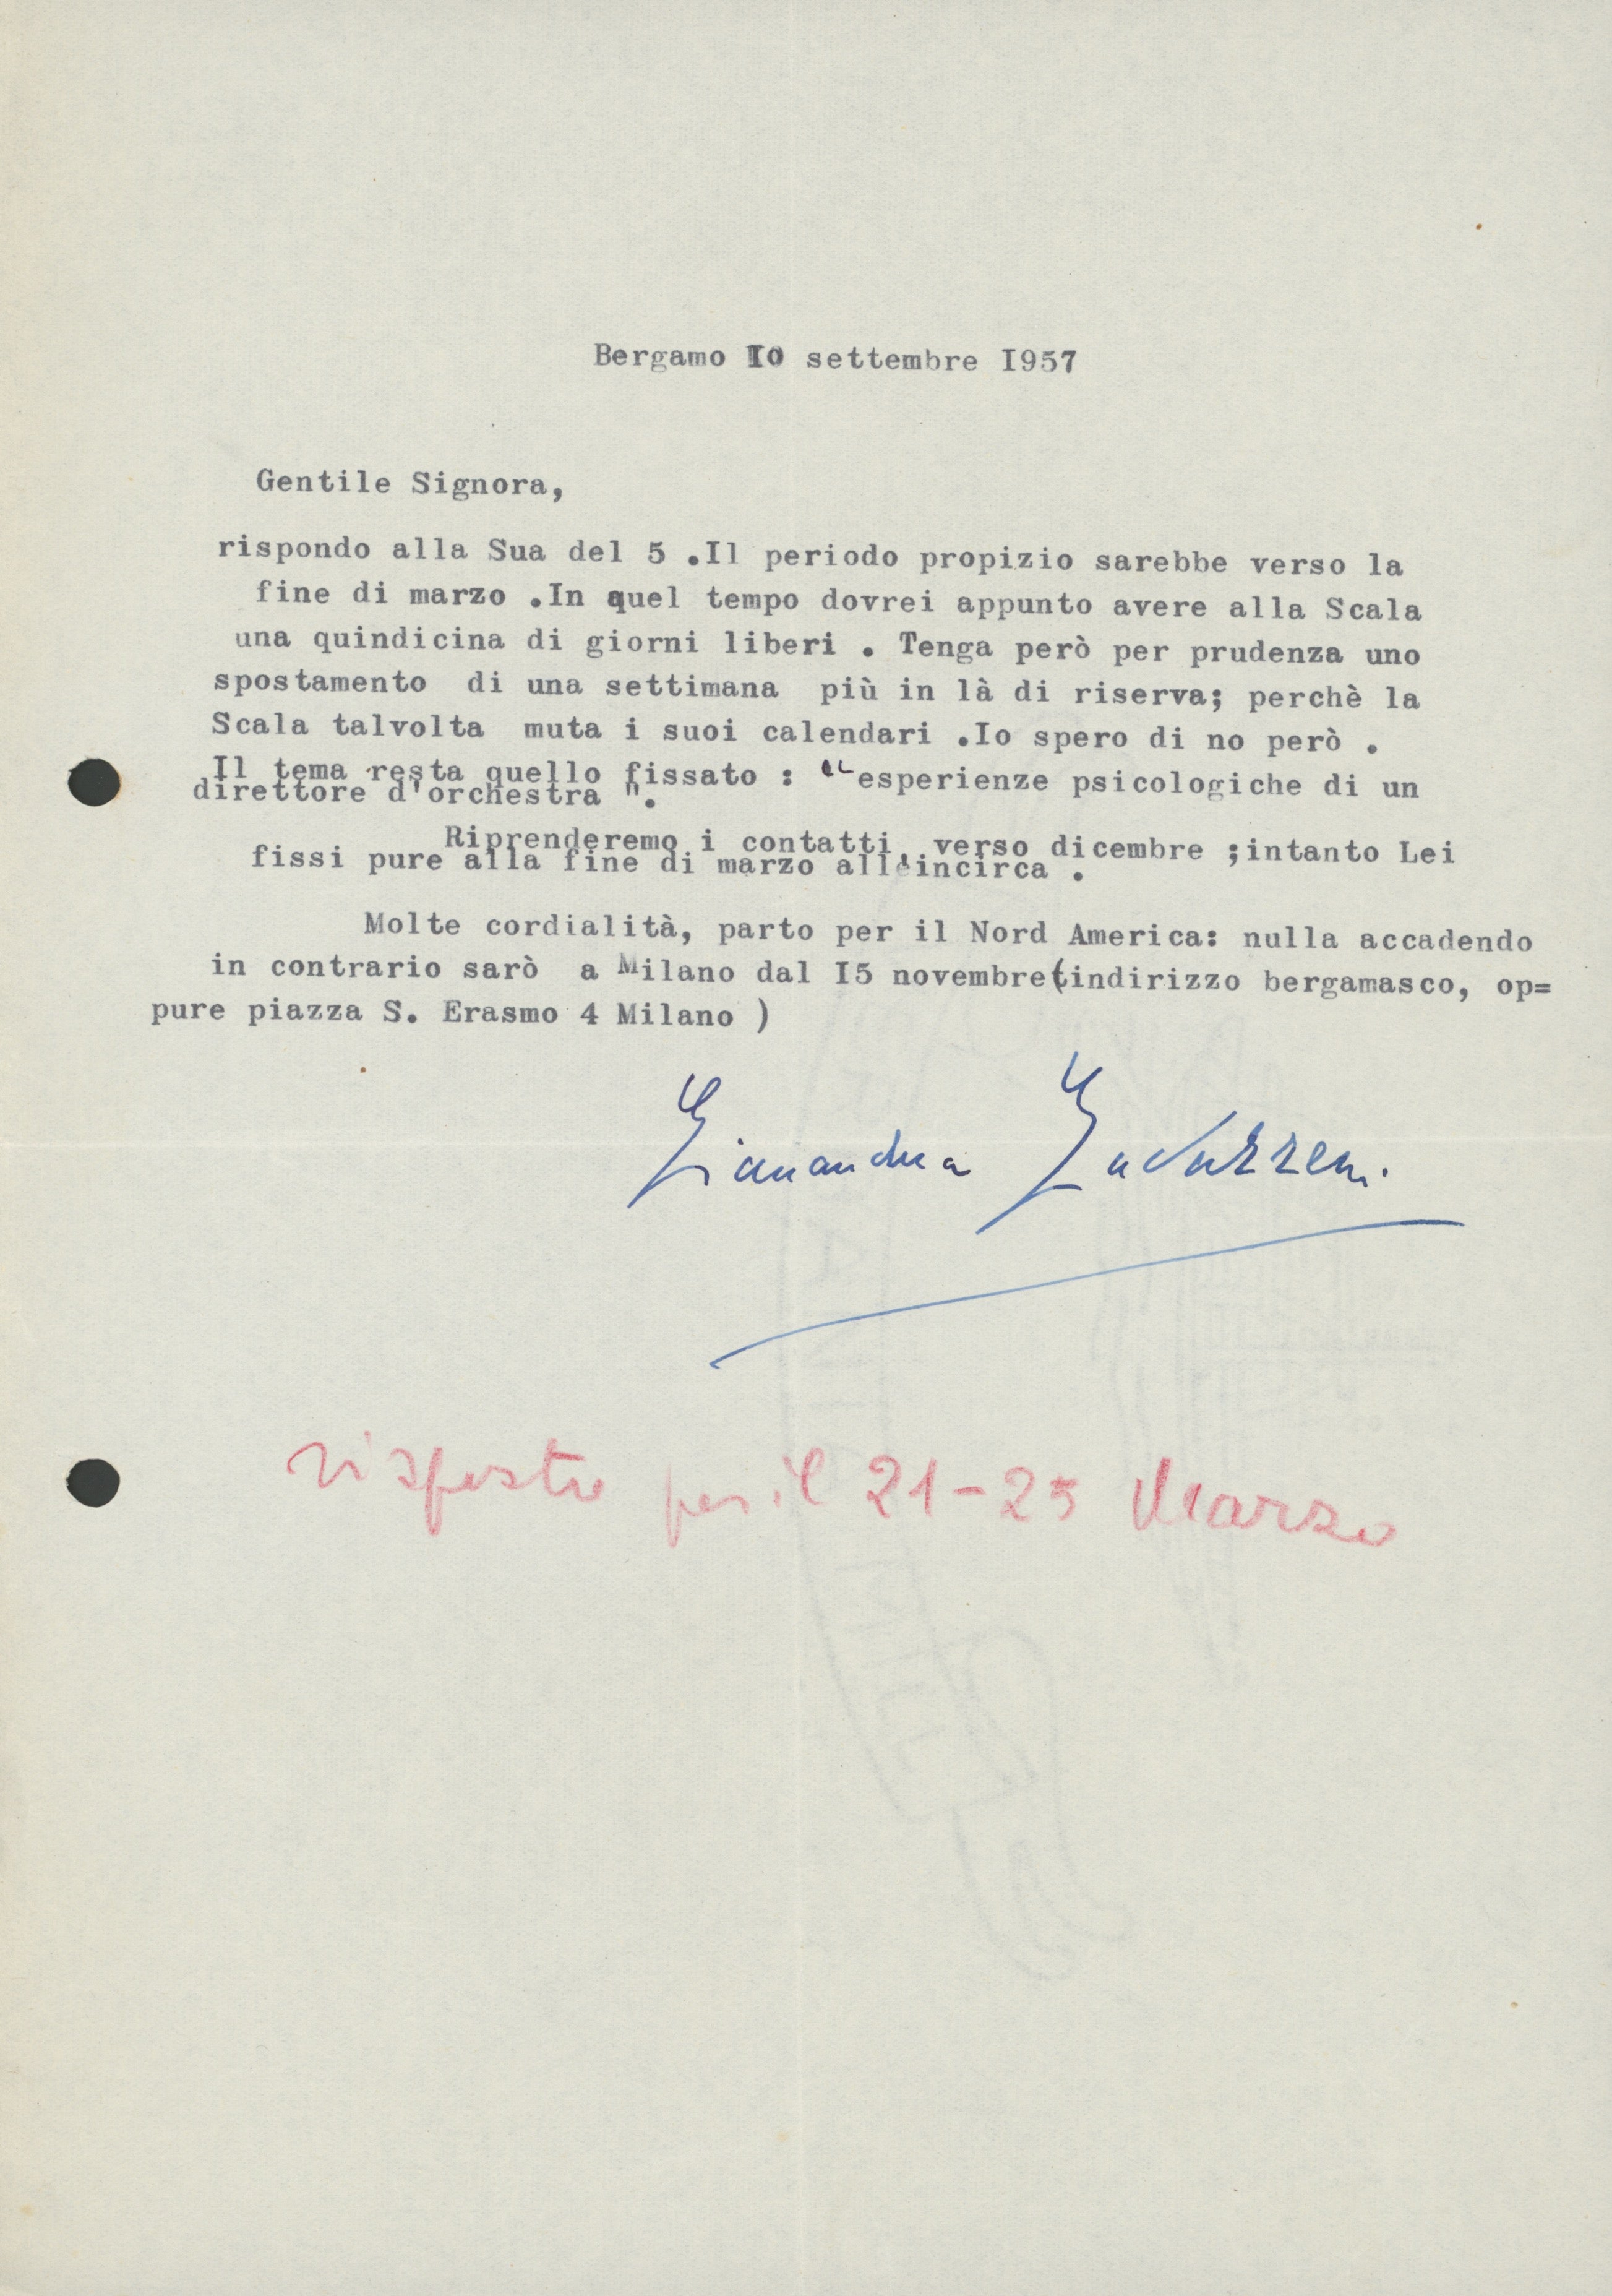 Bergamo IO settembre I957
Gentile Signora,
rispondo alla Sua del 5 .Il periodo propizio sarebbe verso la
fine di marzo .In quel tempo dovrei appunto avere alla Scala
una quindicina di giorni liberi . Tenga però per prudenza uno
spostamento di una settimana più in là di riserva; perchè la
Scala talvolta muta i suoi calendari .Io spero di no però .
Il tema resta quello fissato : "esperienze psicologiche di un
direttore d'orchestra ".
Riprenderemo i contatti, verso dicembre ;intanto Lei
fissi pure alla fine di marzo all'incirca .
Molte cordialità, parto per il Nord America: nulla accadendo
in contrario sarò a Milano dal I5 novembre(indirizzo bergamasco, op=
pure piazza S. Erasmo 4 Milano )
Gianandrea Gavazzeni.
risposto per il 21-25 Marzo